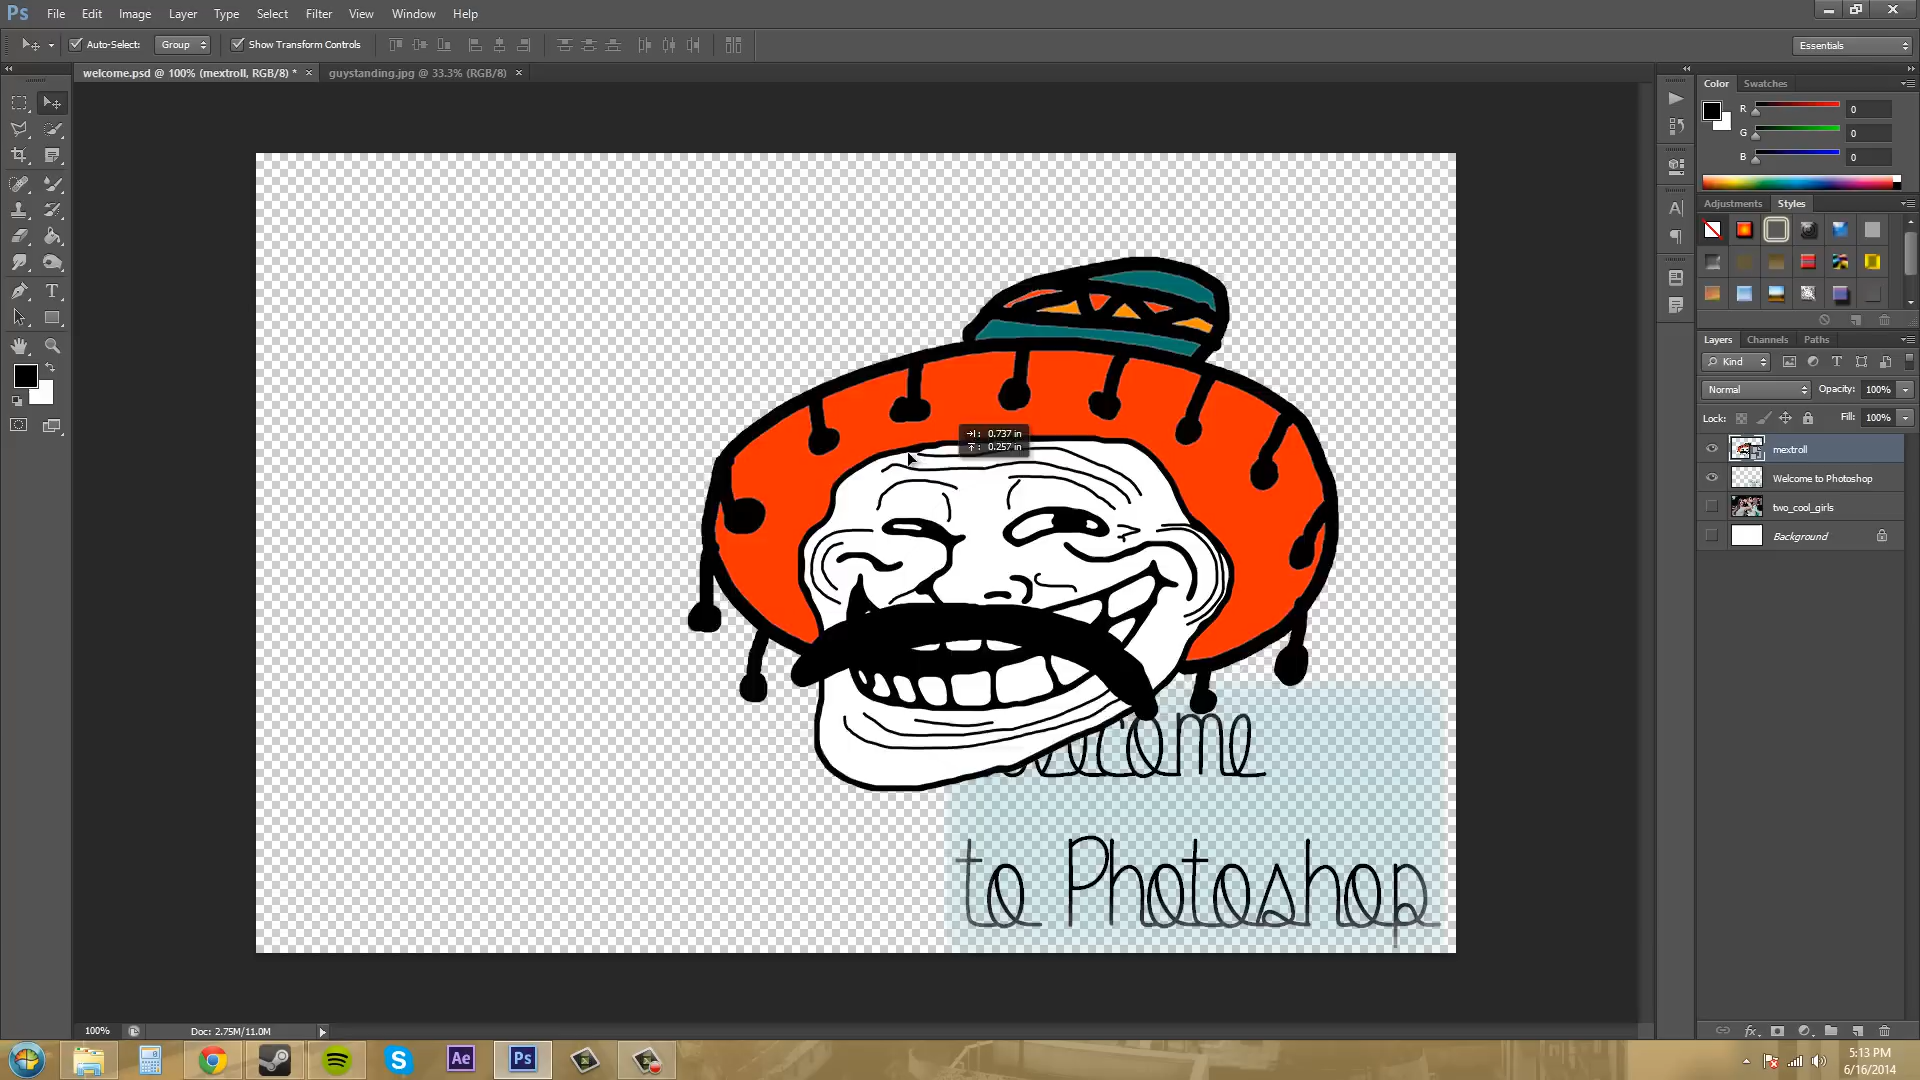 Ps File Edit Image Layer Type Select Filter View Window Help
Auto-Select: Group Show Transform Controls Essentials
welcome.psd @ 100% (mextroll, RGB/8) * × guystanding.jpg @ 33.3% (RGB/8) ×
Color Swatches
R 0
G 0
B 0
Adjustments Styles
Layers Channels Paths
Kind
Normal Opacity: 100%
Lock: Fill: 100%
mextroll
Welcome to Photoshop
two_cool_girls
Background
0.737 in
0.257 in
to Photoshop
100% Doc: 2.75M/11.0M
Ae Ps
5:13 PM
6/16/2014